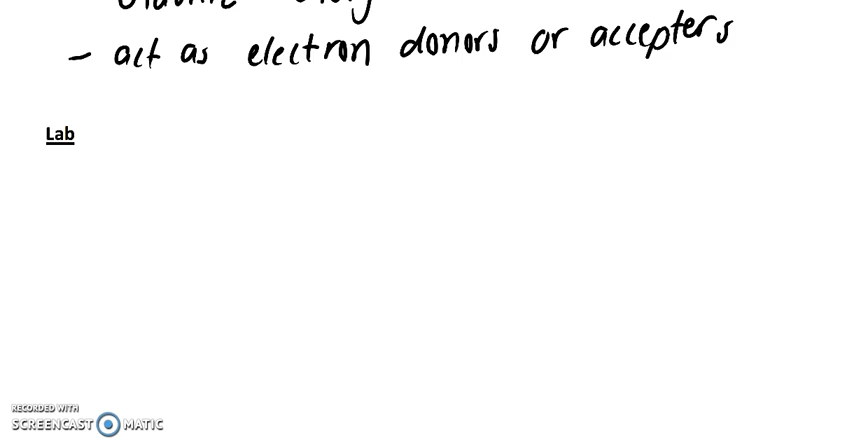 - act as electron donors or accepters
Lab
RECORDED WITH
SCREENCAST MATIC